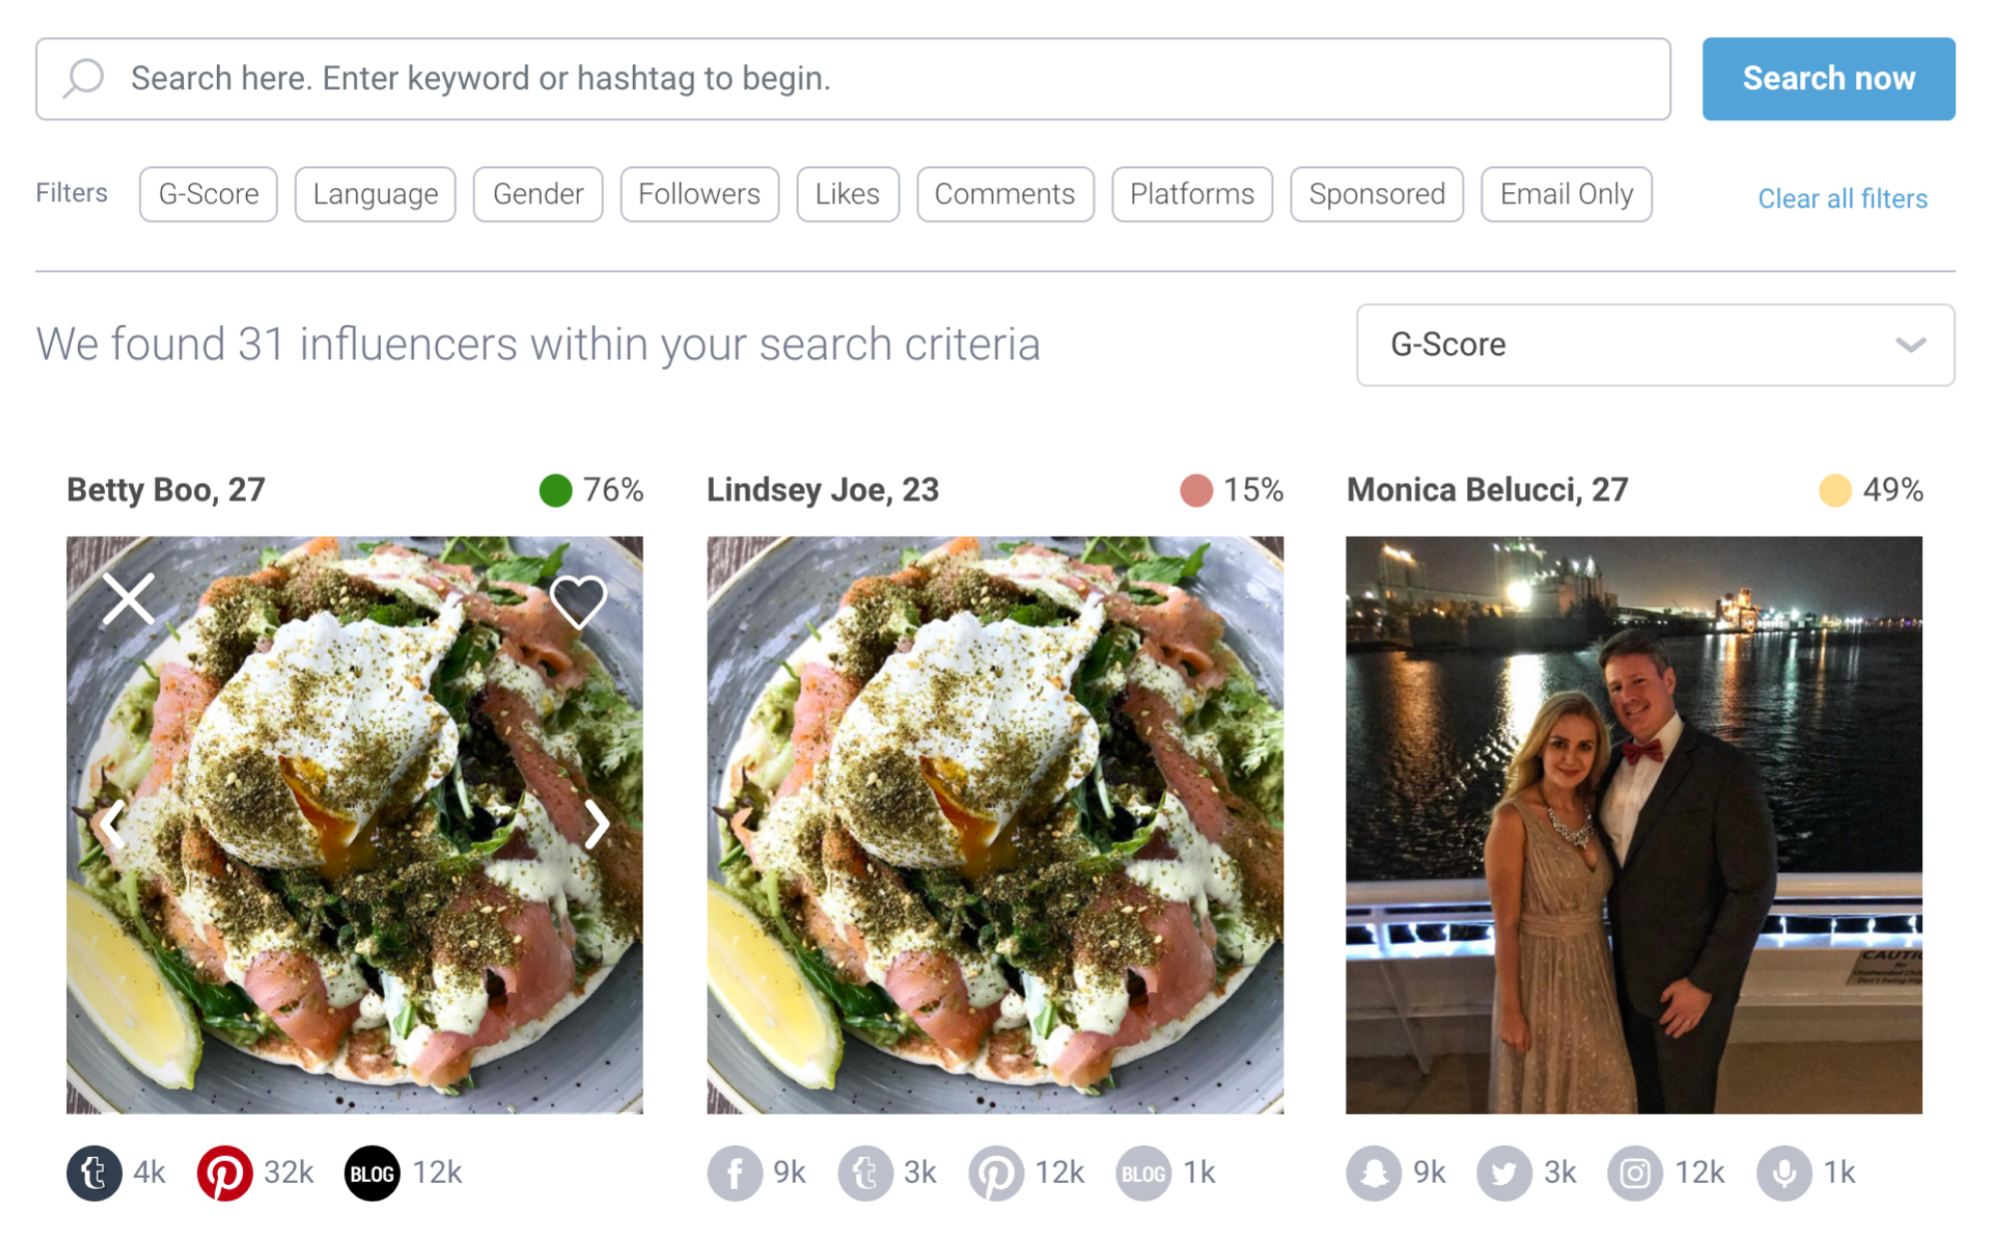 Search here. Enter keyword or hashtag to begin.
Search now
Filters
G-Score
Language
Gender
Followers
Likes
Comments
Platforms
Sponsored
Email Only
Clear all filters
We found 31 influencers within your search criteria
G-Score
Betty Boo, 27
76%
Lindsey Joe, 23
15%
Monica Belucci, 27
49%
CAUTI
No
Unattended
4k
32k
BLOG
12k
9k
3k
12k
BLOG
1k
9k
3k
12k
1k